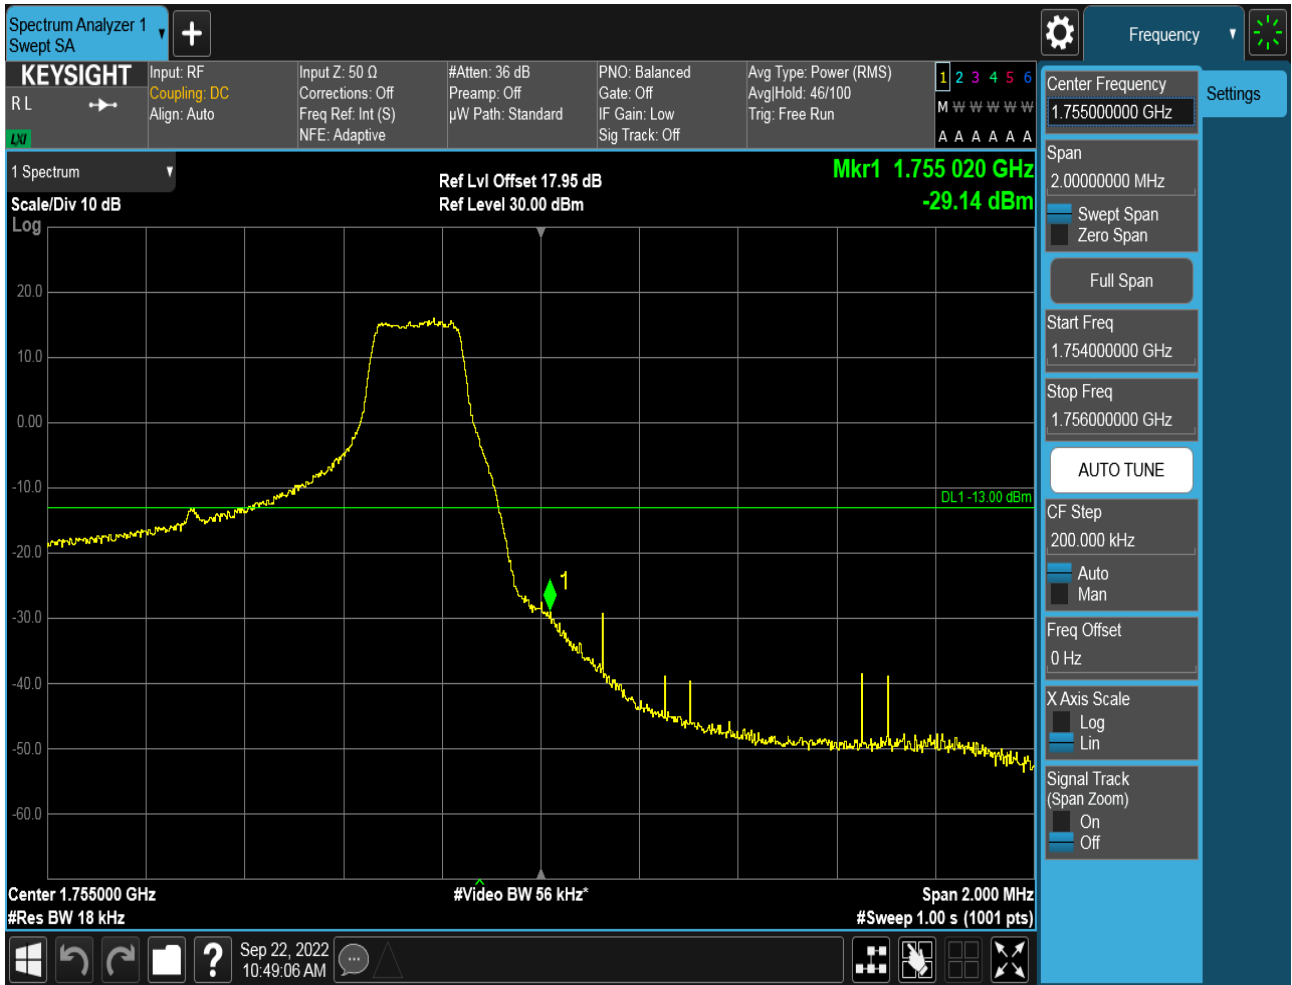 Spectrum Analyzer 1
Swept SA
Frequency
KEYSIGHT
R L
LXI
Input: RF
Coupling: DC
Align: Auto
Input Z: 50 Ω
Corrections: Off
Freq Ref: Int (S)
NFE: Adaptive
#Atten: 36 dB
Preamp: Off
µW Path: Standard
PNO: Balanced
Gate: Off
IF Gain: Low
Sig Track: Off
Avg Type: Power (RMS)
Avg|Hold: 46/100
Trig: Free Run
1 2 3 4 5 6
M W W W W W
A A A A A A
1 Spectrum
Scale/Div 10 dB
Log
Ref Lvl Offset 17.95 dB
Ref Level 30.00 dBm
Mkr1 1.755 020 GHz
-29.14 dBm
20.0
10.0
0.00
-10.0
DL1 -13.00 dBm
-20.0
1
-30.0
-40.0
-50.0
-60.0
Center 1.755000 GHz
#Video BW 56 kHz*
Span 2.000 MHz
#Res BW 18 kHz
#Sweep 1.00 s (1001 pts)
?
Sep 22, 2022
10:49:06 AM
Center Frequency
1.755000000 GHz
Settings
Span
2.00000000 MHz
Swept Span
Zero Span
Full Span
Start Freq
1.754000000 GHz
Stop Freq
1.756000000 GHz
AUTO TUNE
CF Step
200.000 kHz
Auto
Man
Freq Offset
0 Hz
X Axis Scale
Log
Lin
Signal Track
(Span Zoom)
On
Off